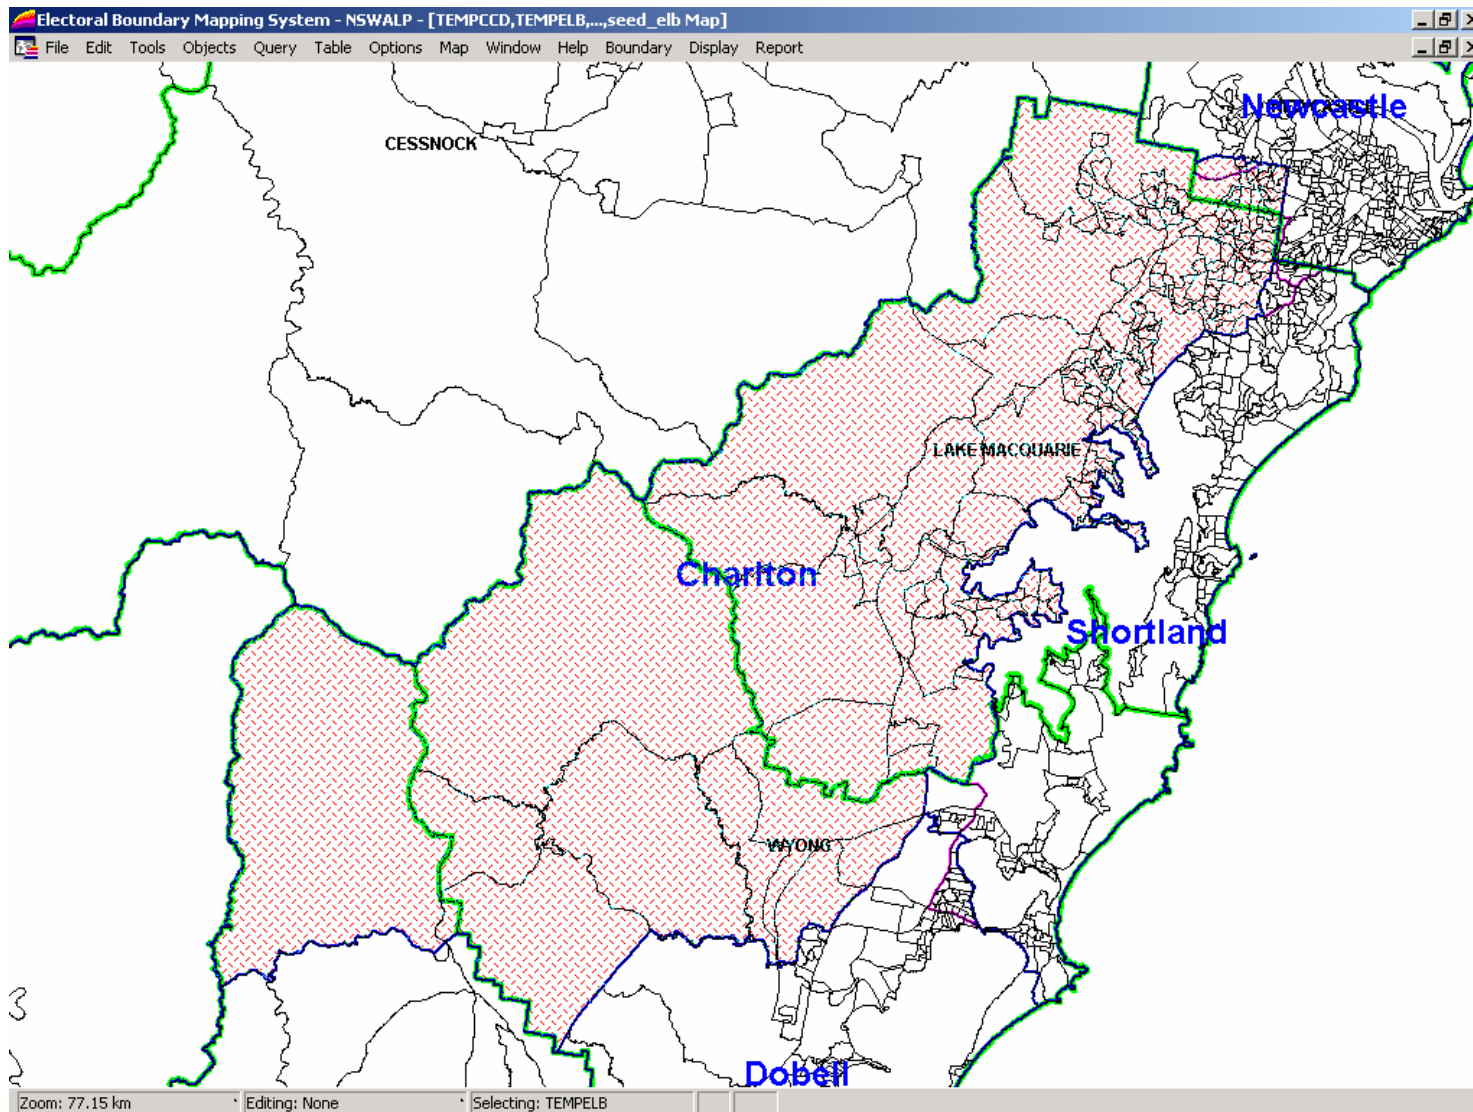 Electoral Boundary Mapping System - NSWALP - [TEMPCCD,TEMPELB,...,seed_elb Map]
File Edit Tools Objects Query Table Options Map Window Help Boundary Display Report
Newcastle
CESSNOCK
LAKE MACQUARIE
Charlton
Shortland
WYONG
Dobell
Zoom: 77.15 km Editing: None Selecting: TEMPELB